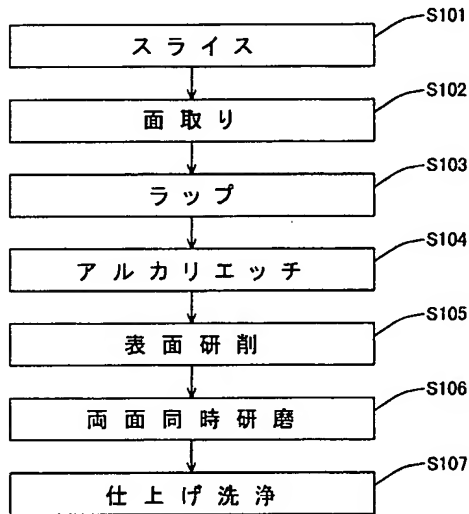 S101
スライス
S102
面取り
S103
ラップ
S104
アルカリエッチ
S105
表面研削
S106
両面同時研磨
S107
仕上げ洗浄